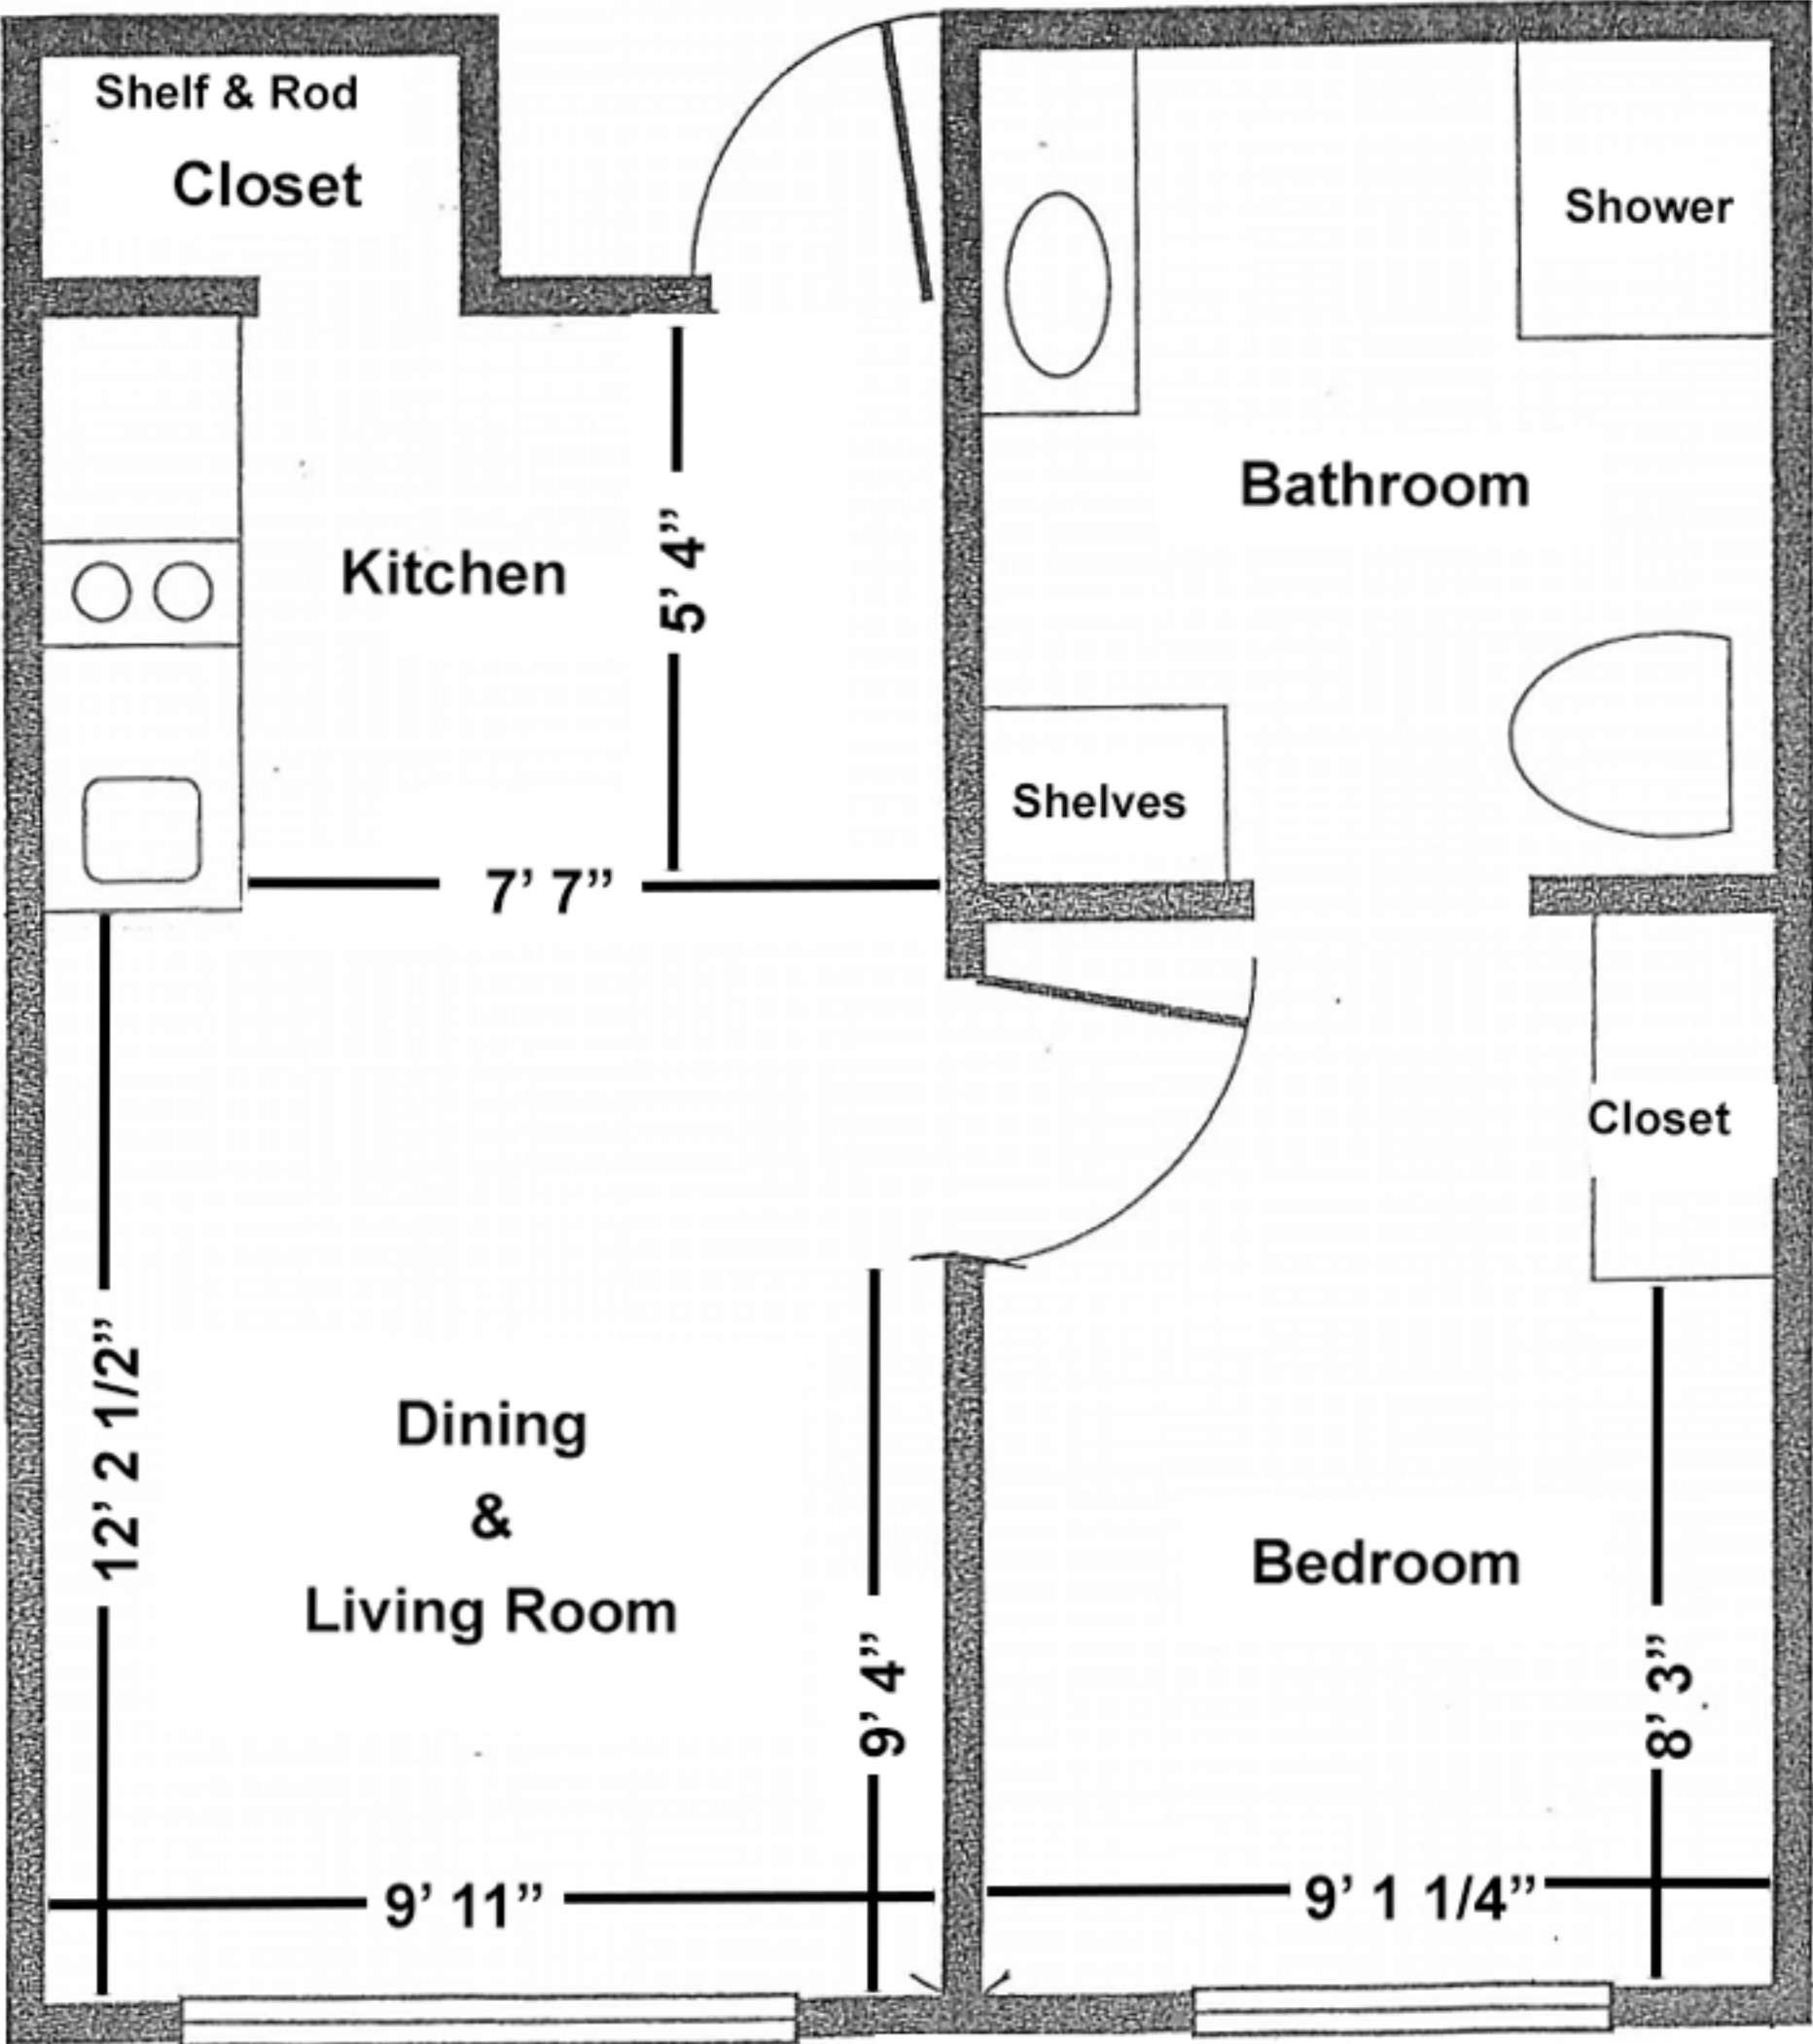 Shelf & Rod
Closet
Shower
Bathroom
Kitchen
5’ 4”
Shelves
7’ 7”
Closet
12’ 2 1/2”
Dining
&
Living Room
Bedroom
9’ 4”
8’ 3”
9’ 11”
9’ 1 1/4”